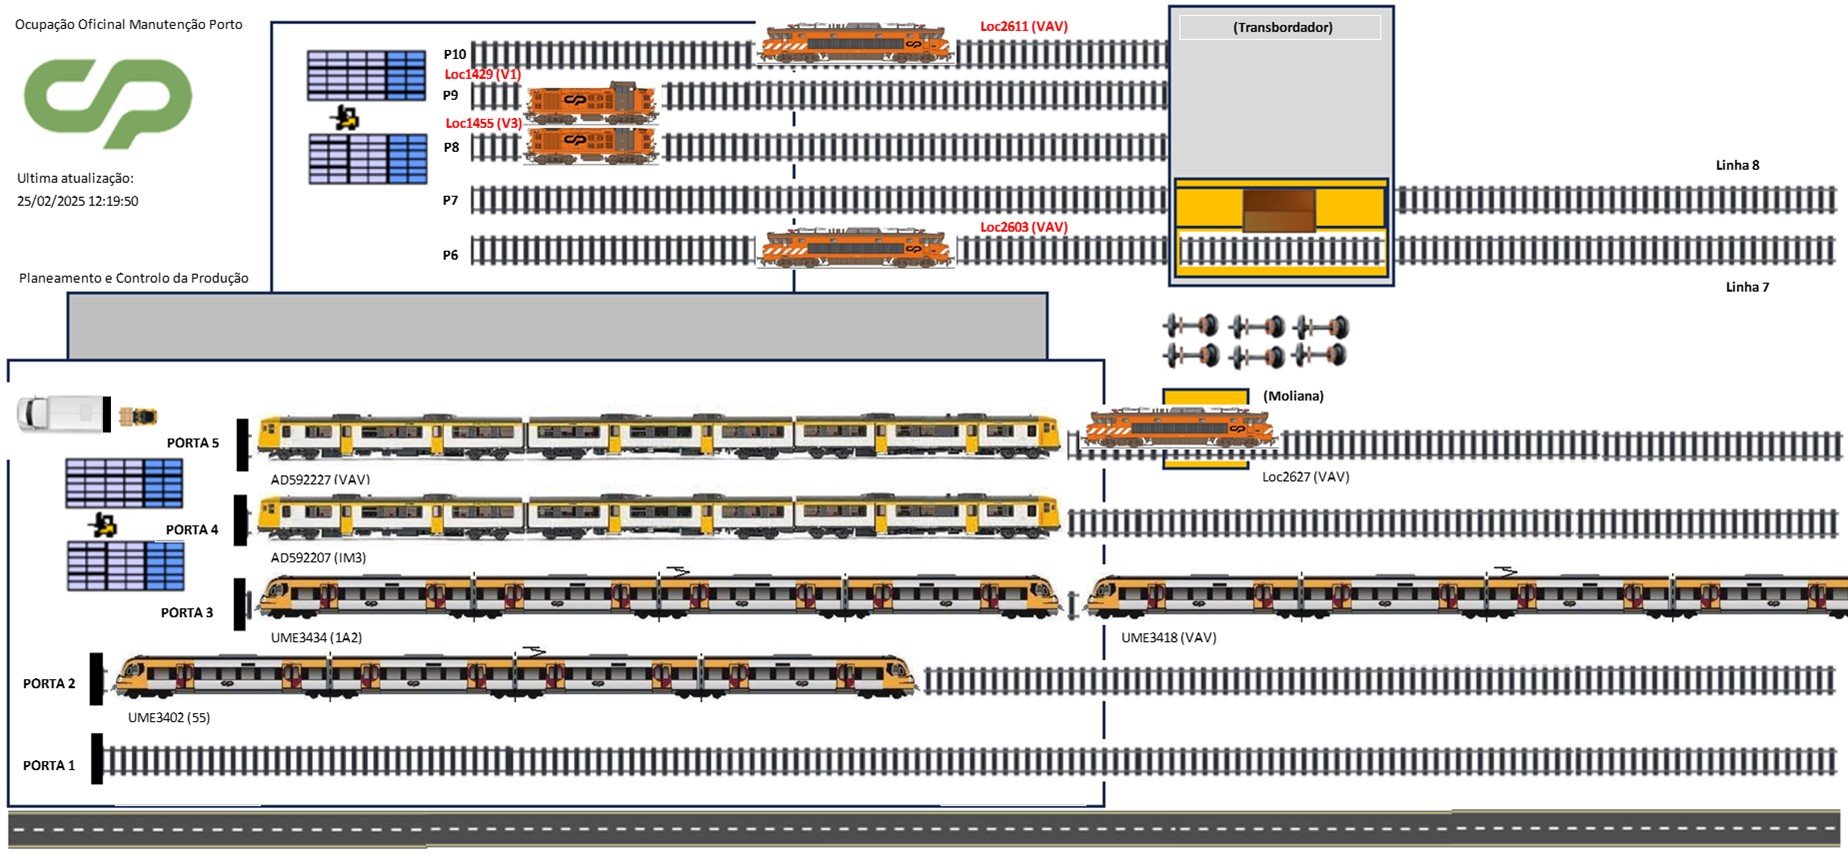 Ocupação Oficinal Manutenção Porto
Loc2611 (VAV)
(Transbordador)
P10
Loc1429 (V1)
P9
Loc1455 (V3)
P8
Ultima atualização:
25/02/2025 12:19:50
Linha 8
P7
Loc2603 (VAV)
P6
Planeamento e Controlo da Produção
Linha 7
(Moliana)
PORTA 5
AD592227 (VAV)
Loc2627 (VAV)
PORTA 4
AD592207 (IM3)
PORTA 3
UME3434 (1A2)
UME3418 (VAV)
PORTA 2
UME3402 (55)
PORTA 1